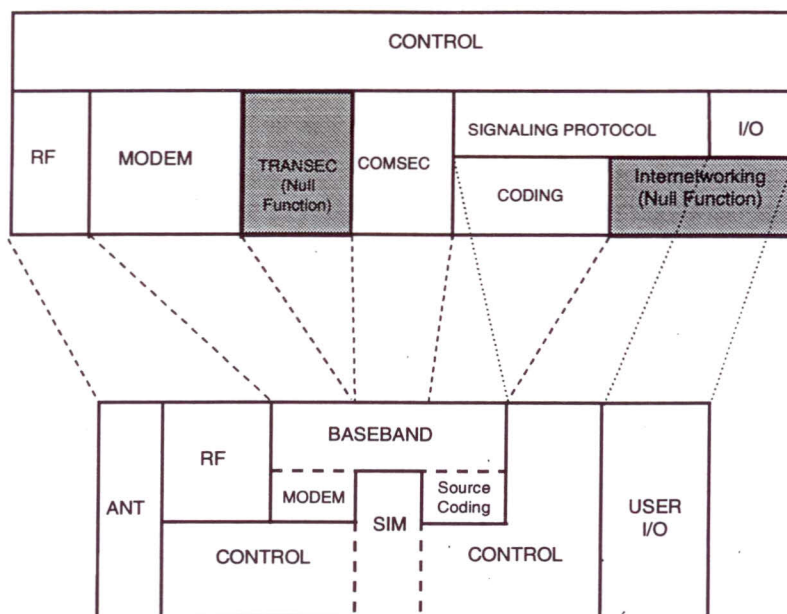 CONTROL
RF
MODEM
TRANSEC
(Null
Function)
COMSEC
SIGNALING PROTOCOL
I/O
CODING
Internetworking
(Null Function)
BASEBAND
ANT
RF
MODEM
SIM
Source
Coding
CONTROL
CONTROL
USER
I/O